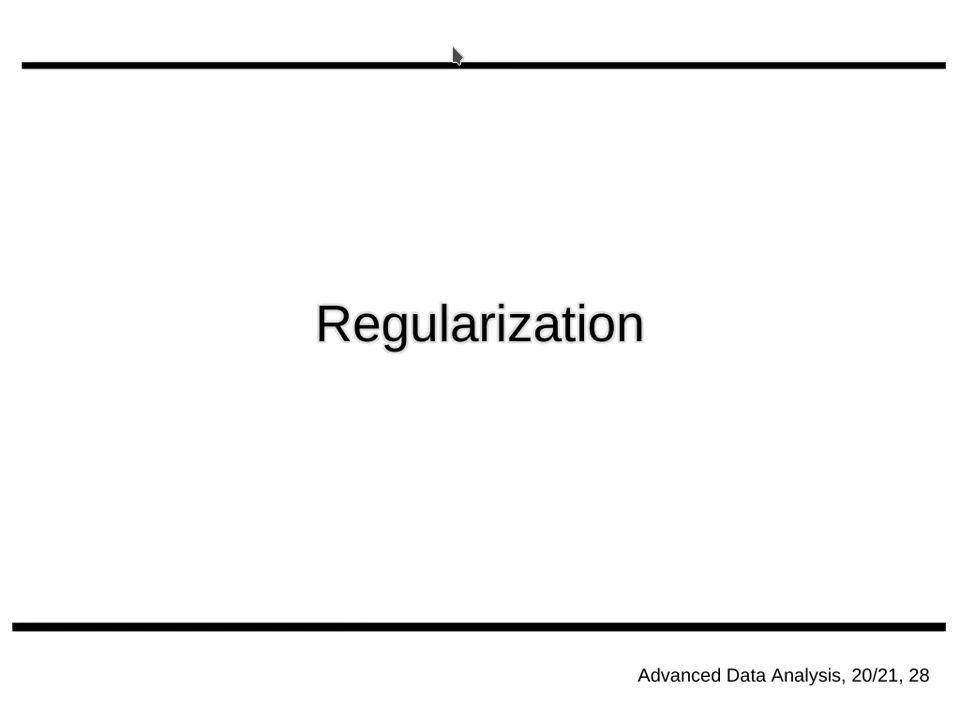 Regularization
Advanced Data Analysis, 20/21, 28